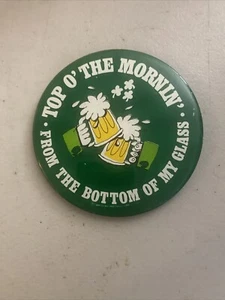 TOP O' THE MORNIN'
• FROM THE BOTTOM OF MY GLASS •